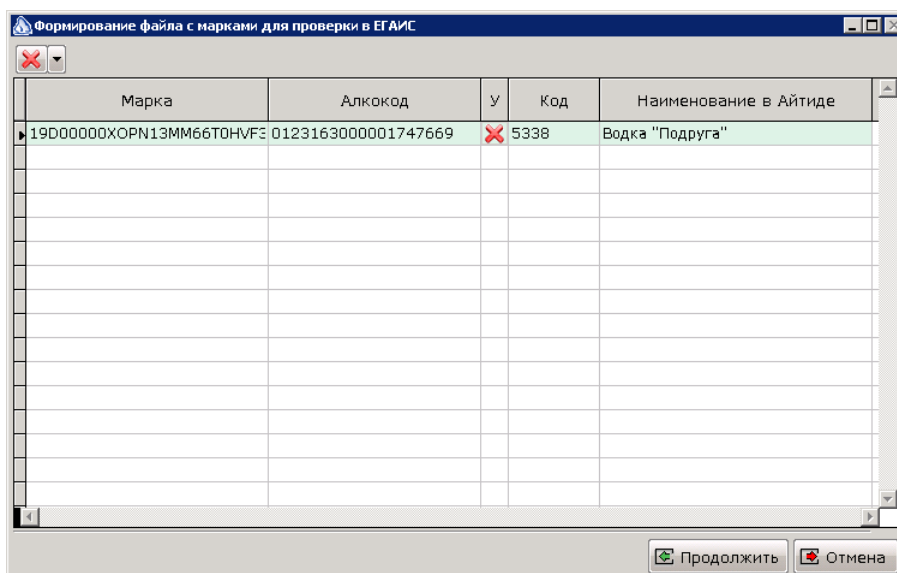 Формирование файла с марками для проверки в ЕГАИС
Марка Алкокод У Код Наименование в Айтиде
19D00000XOPN13MM66T0HVF3 0123163000001747669 5338 Водка "Подруга"
Продолжить Отмена